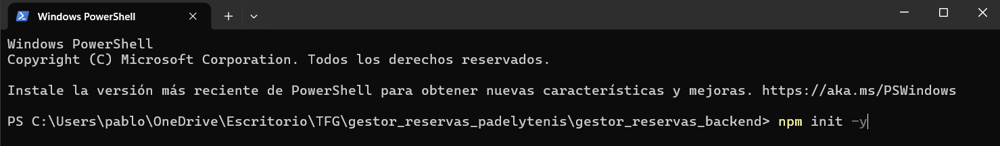 Windows PowerShell
Windows PowerShell
Copyright (C) Microsoft Corporation. Todos los derechos reservados.
Instale la versión más reciente de PowerShell para obtener nuevas características y mejoras. https://aka.ms/PSWindows
PS C:\Users\pablo\OneDrive\Escritorio\TFG\gestor_reservas_padelytenis\gestor_reservas_backend> npm init -y